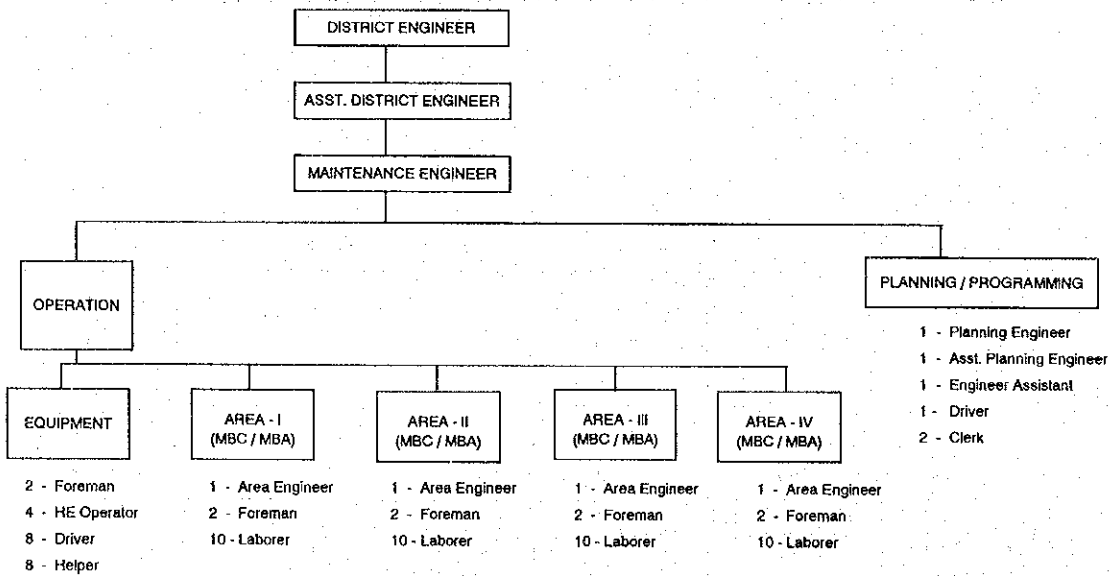 DISTRICT ENGINEER
ASST. DISTRICT ENGINEER
MAINTENANCE ENGINEER
OPERATION
PLANNING / PROGRAMMING
1 - Planning Engineer
1 - Asst. Planning Engineer
1 - Engineer Assistant
1 - Driver
2 - Clerk
EQUIPMENT
2 - Foreman
4 - HE Operator
8 - Driver
8 - Helper
AREA - I
(MBC / MBA)
1 - Area Engineer
2 - Foreman
10 - Laborer
AREA - II
(MBC / MBA)
1 - Area Engineer
2 - Foreman
10 - Laborer
AREA - III
(MBC / MBA)
1 - Area Engineer
2 - Foreman
10 - Laborer
AREA - IV
(MBC / MBA)
1 - Area Engineer
2 - Foreman
10 - Laborer